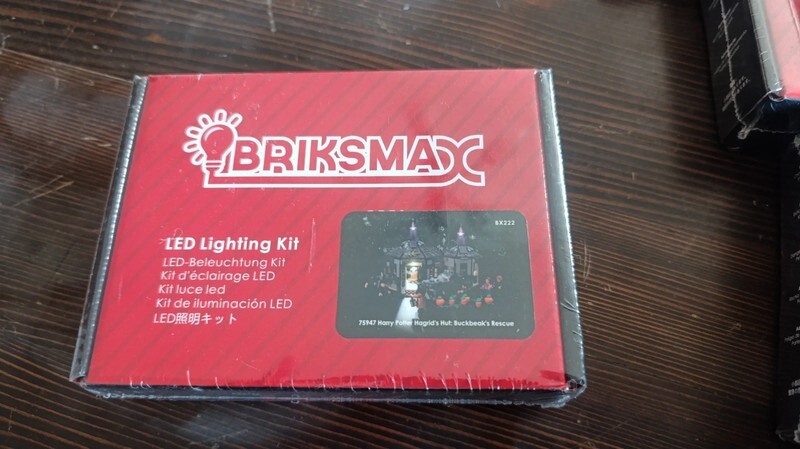 BRIKSMAX
LED Lighting Kit
LED-Beleuchtung Kit
Kit d'éclairage LED
Kit luce led
Kit de iluminación LED
LED照明キット
BX222
75947 Harry Potter Hagrid's Hut: Buckbeak's Rescue